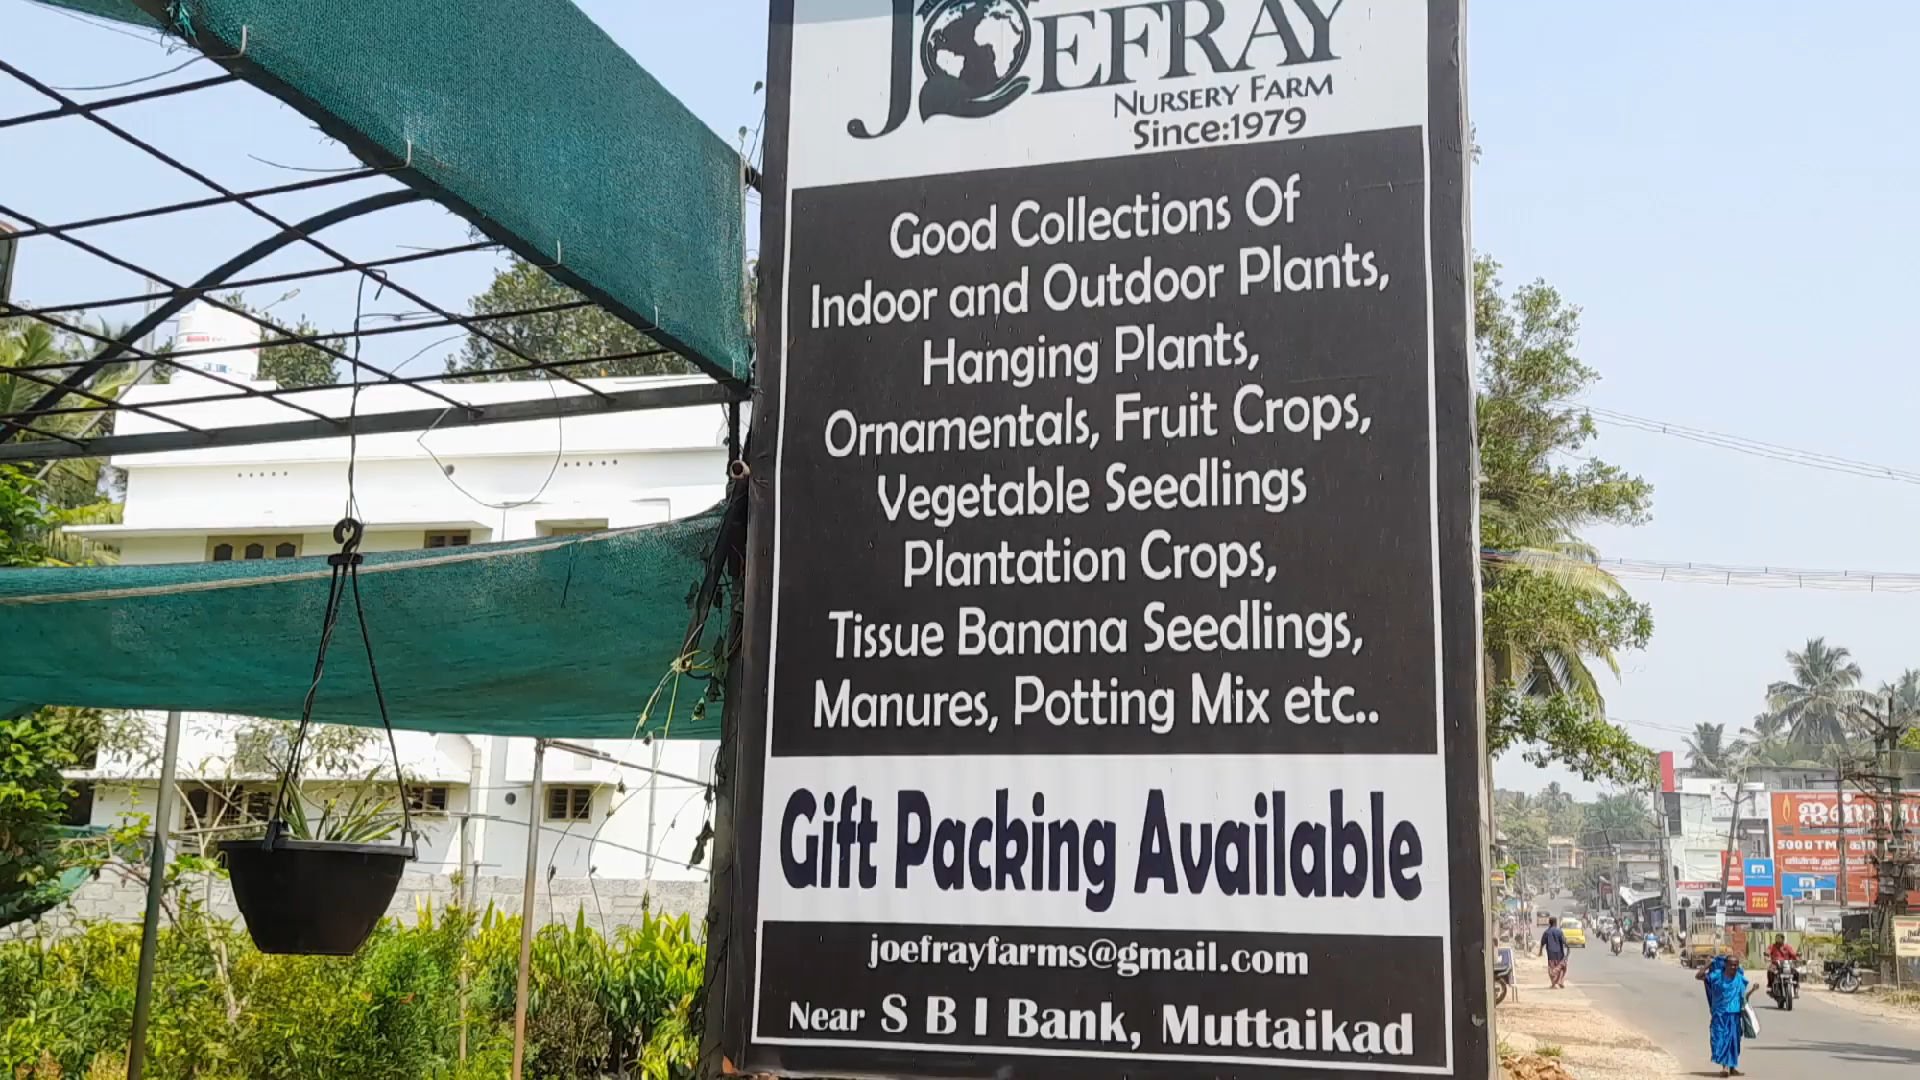 JOEFRAY
NURSERY FARM
Since:1979
Good Collections Of
Indoor and Outdoor Plants,
Hanging Plants,
Ornamentals, Fruit Crops,
Vegetable Seedlings
Plantation Crops,
Tissue Banana Seedlings,
Manures, Potting Mix etc..
Gift Packing Available
joefrayfarms@gmail.com
Near S B I Bank, Muttaikad